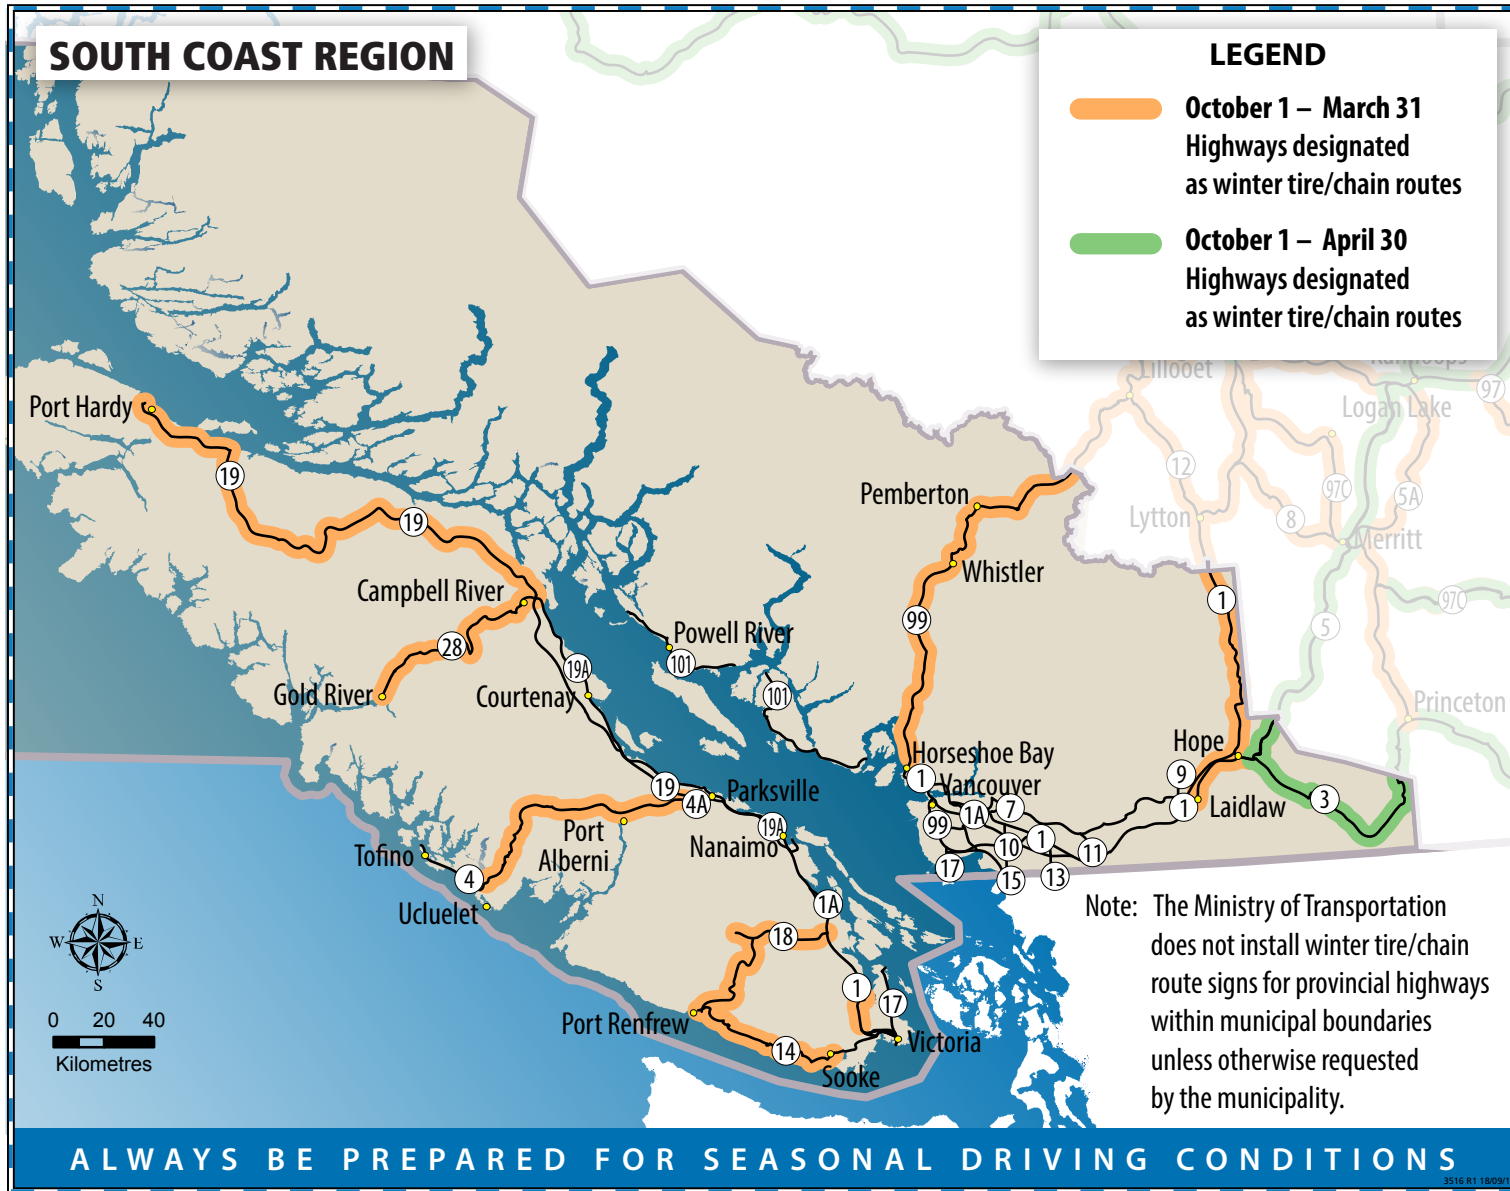 SOUTH COAST REGION
LEGEND
October 1 – March 31
Highways designated
as winter tire/chain routes
October 1 – April 30
Highways designated
as winter tire/chain routes
Lillooet
Kamloops
97
Logan Lake
Port Hardy
19
12
97C
5A
Pemberton
19
Lytton
8
Merritt
Whistler
Campbell River
1
97C
99
5
Powell River
28
101
19A
Gold River
Courtenay
101
Princeton
Hope
Horseshoe Bay
1
9
19
Vancouver
Parksville
4A
7
1
Laidlaw
3
1A
99
19A
Port
Alberni
Nanaimo
1
10
11
Tofino
17
15
13
4
Ucluelet
1A
18
Note: The Ministry of Transportation
does not install winter tire/chain
route signs for provincial highways
within municipal boundaries
unless otherwise requested
by the municipality.
N
W
E
S
1
17
Port Renfrew
0 20 40
Kilometres
14
Victoria
Sooke
ALWAYS BE PREPARED FOR SEASONAL DRIVING CONDITIONS